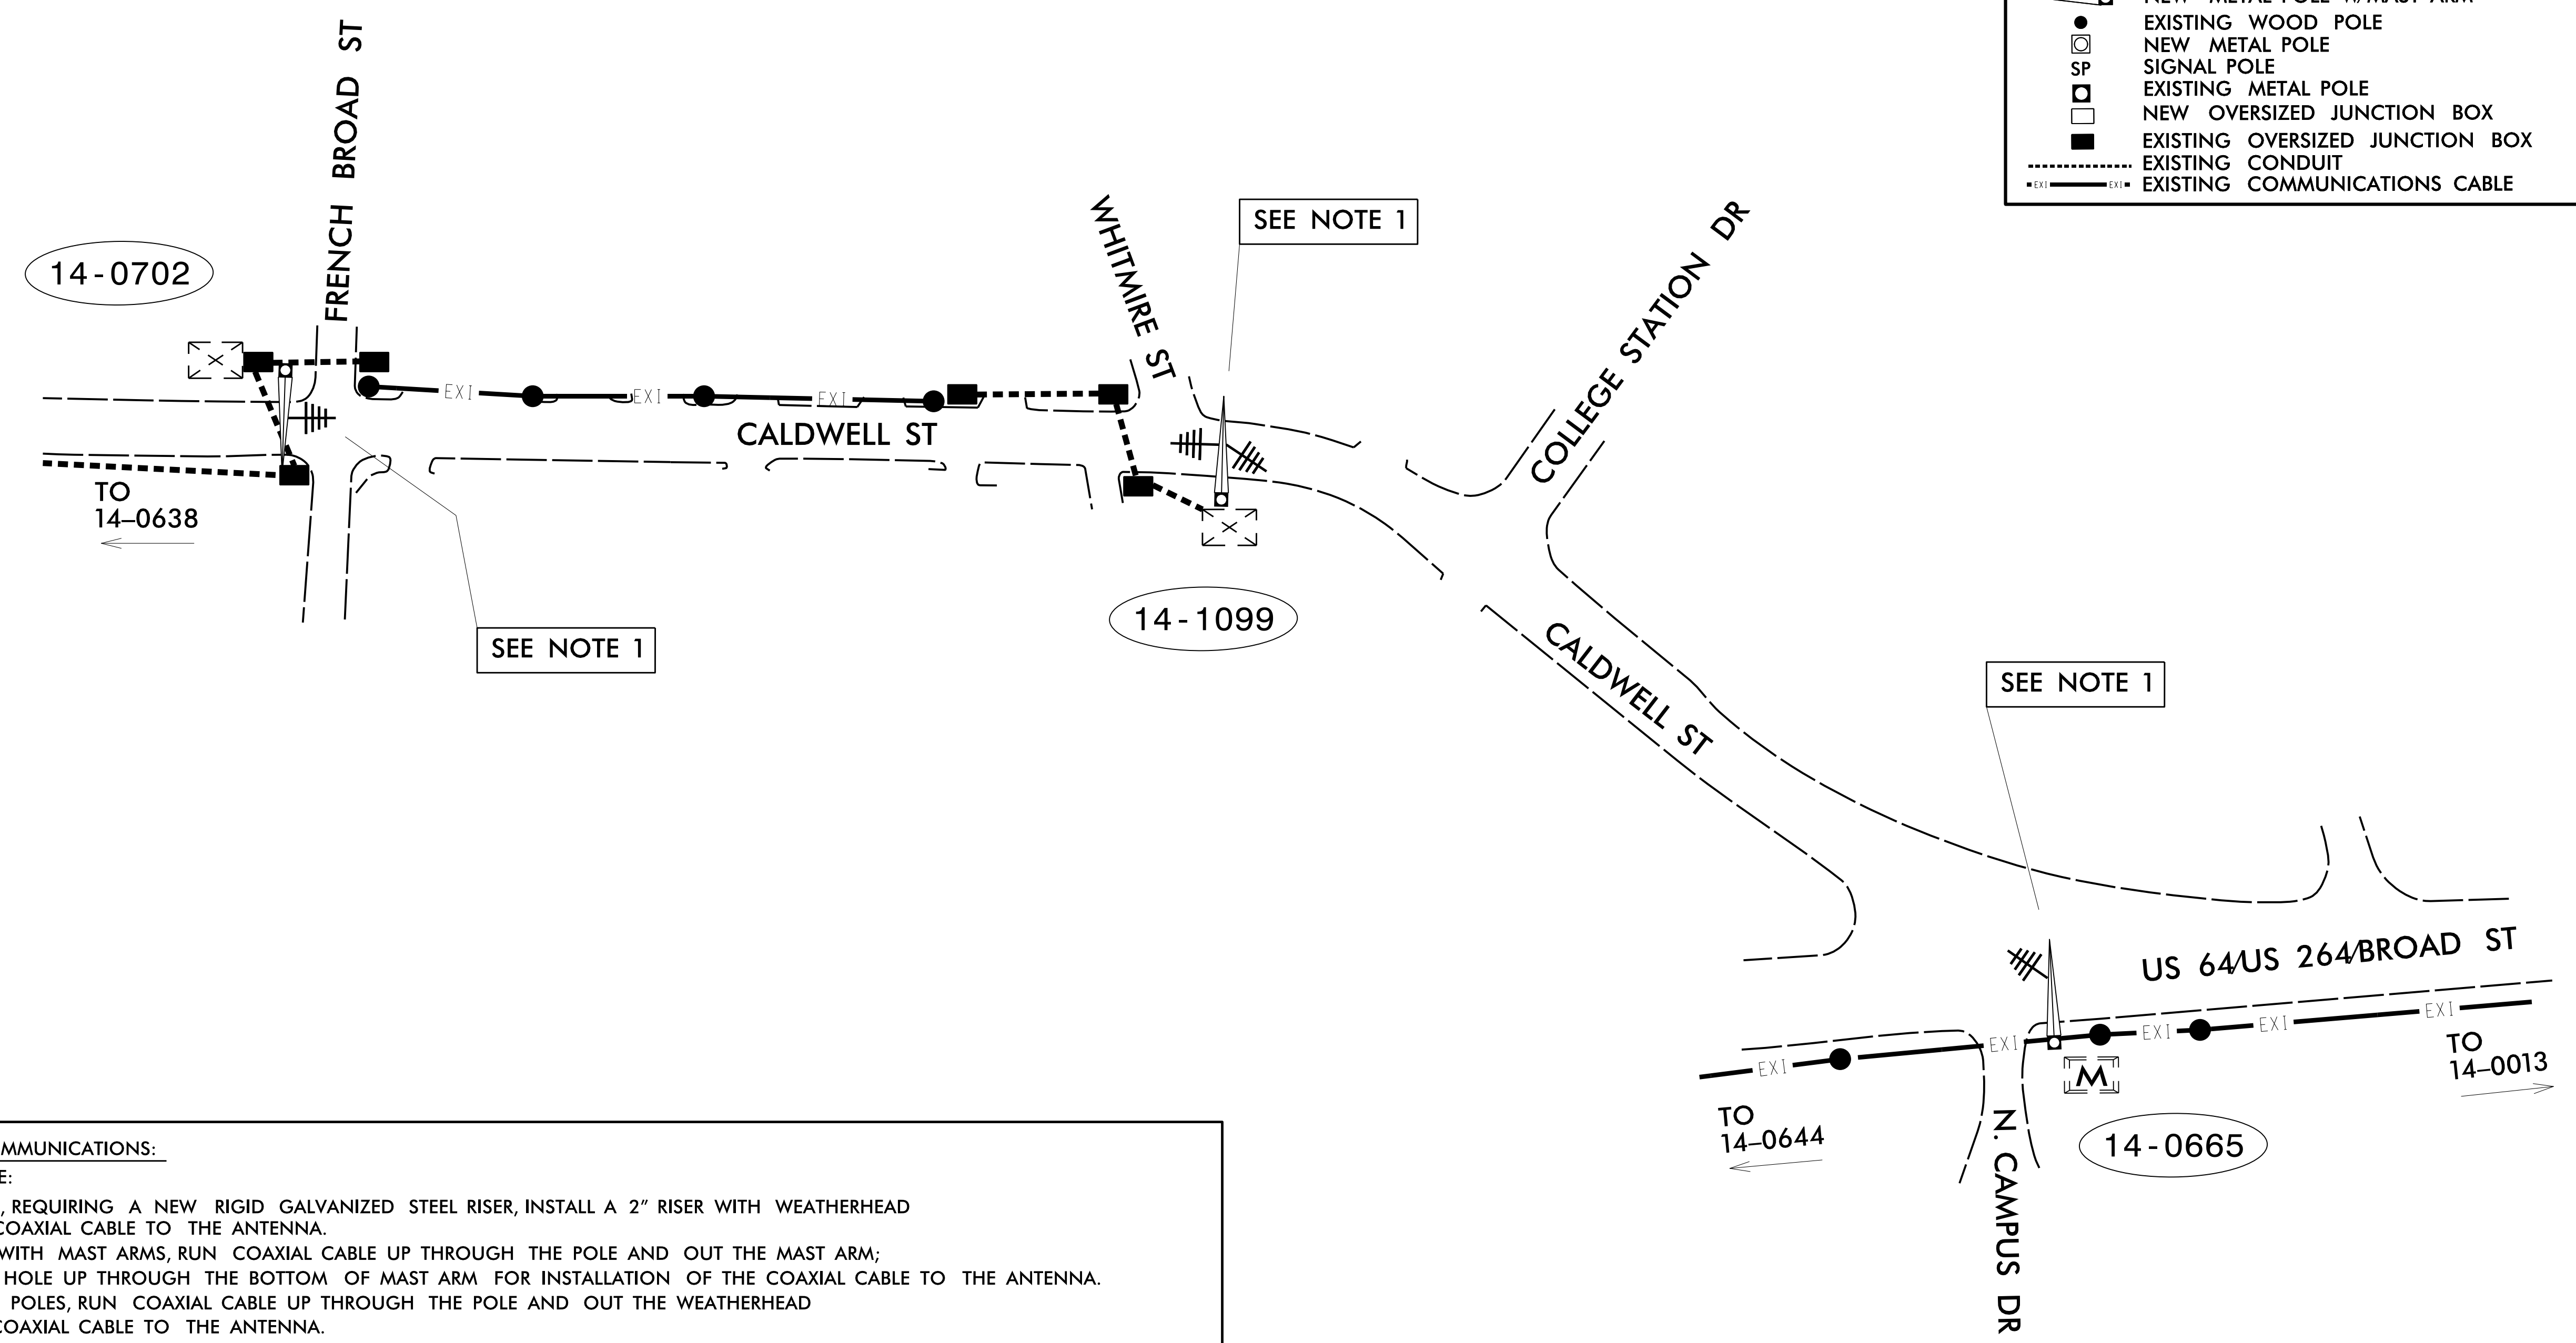 NEW METAL POLE W/MAST ARM
EXISTING WOOD POLE
NEW METAL POLE
SP SIGNAL POLE
EXISTING METAL POLE
NEW OVERSIZED JUNCTION BOX
EXISTING OVERSIZED JUNCTION BOX
EXISTING CONDUIT
EXI EXI EXISTING COMMUNICATIONS CABLE
FRENCH BROAD ST
14-0702
WHITMIRE ST
SEE NOTE 1
COLLEGE STATION DR
EXI EXI EXI
CALDWELL ST
TO
14-0638
14-1099
SEE NOTE 1
CALDWELL ST
SEE NOTE 1
US 64/US 264/BROAD ST
EXI EXI EXI EXI EXI
TO
14-0013
M
TO
14-0644
14-0665
N. CAMPUS DR
MMUNICATIONS:
E:
, REQUIRING A NEW RIGID GALVANIZED STEEL RISER, INSTALL A 2" RISER WITH WEATHERHEAD
COAXIAL CABLE TO THE ANTENNA.
WITH MAST ARMS, RUN COAXIAL CABLE UP THROUGH THE POLE AND OUT THE MAST ARM;
HOLE UP THROUGH THE BOTTOM OF MAST ARM FOR INSTALLATION OF THE COAXIAL CABLE TO THE ANTENNA.
POLES, RUN COAXIAL CABLE UP THROUGH THE POLE AND OUT THE WEATHERHEAD
COAXIAL CABLE TO THE ANTENNA.